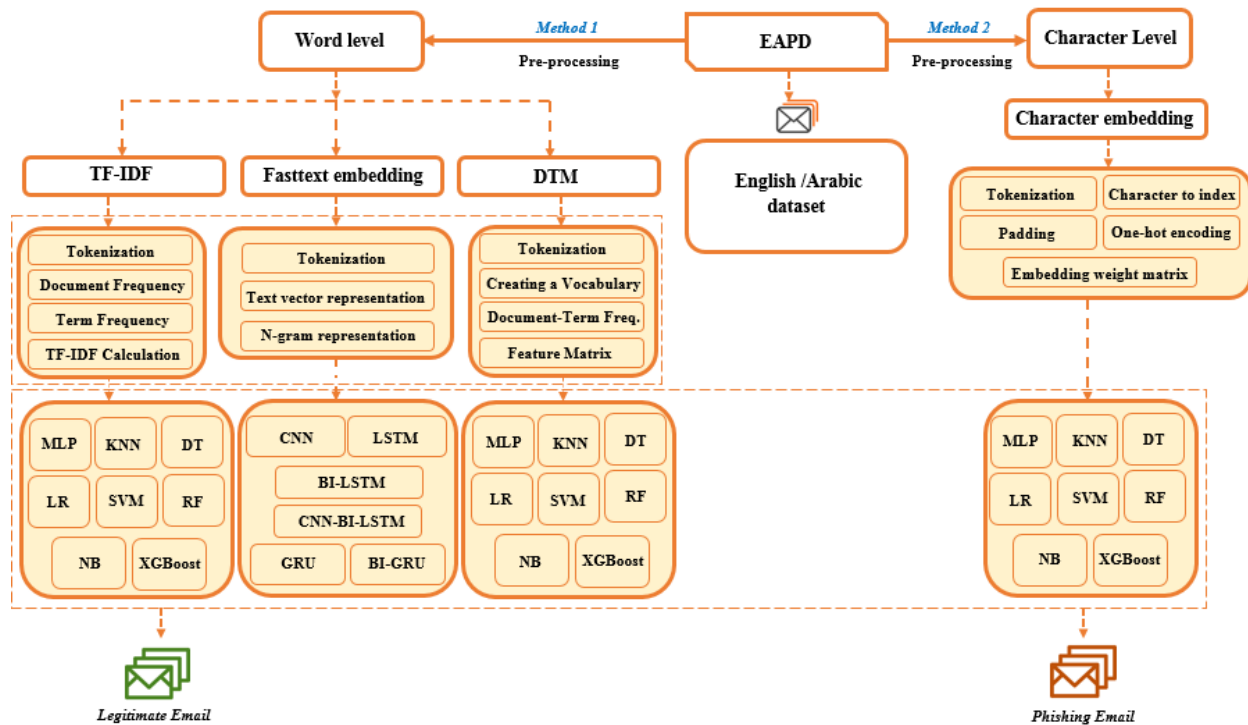 Word level
Method 1
Pre-processing
EAPD
Method 2
Pre-processing
Character Level
Character embedding
English /Arabic
dataset
TF-IDF
Fasttext embedding
DTM
Tokenization
Document Frequency
Term Frequency
TF-IDF Calculation
Tokenization
Text vector representation
N-gram representation
Tokenization
Creating a Vocabulary
Document-Term Freq.
Feature Matrix
Tokenization
Character to index
Padding
One-hot encoding
Embedding weight matrix
MLP
KNN
DT
LR
SVM
RF
NB
XGBoost
CNN
LSTM
BI-LSTM
CNN-BI-LSTM
GRU
BI-GRU
MLP
KNN
DT
LR
SVM
RF
NB
XGBoost
MLP
KNN
DT
LR
SVM
RF
NB
XGBoost
Legitimate Email
Phishing Email